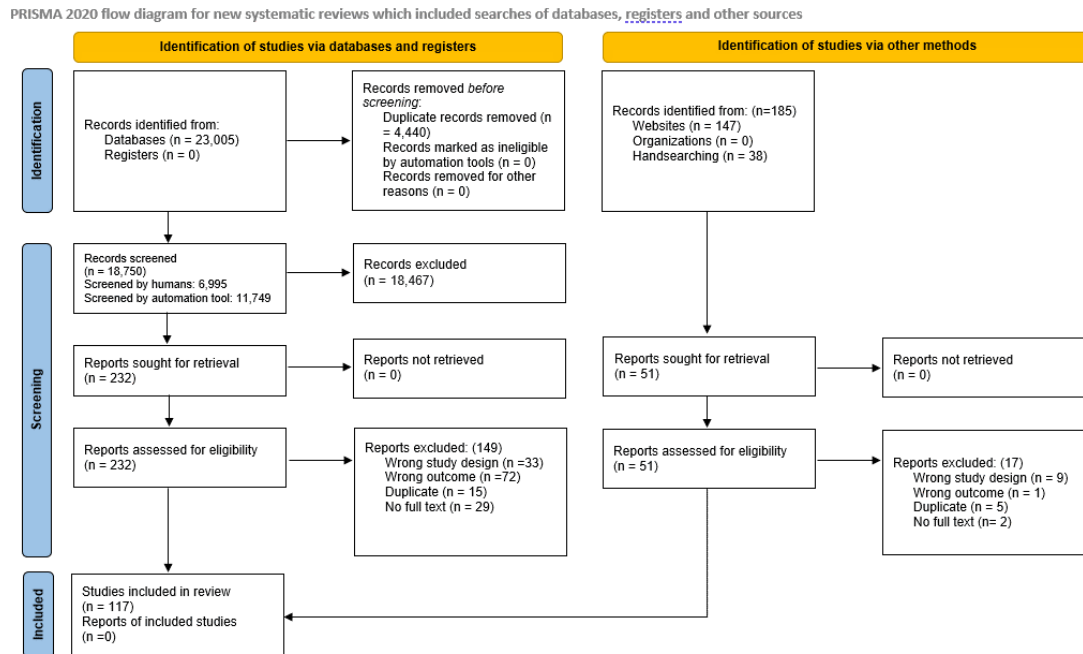 PRISMA 2020 flow diagram for new systematic reviews which included searches of databases, registers and other sources
Identification of studies via databases and registers
Identification of studies via other methods
Identification
Records identified from:
Databases (n = 23,005)
Registers (n = 0)
Records removed before
screening:
Duplicate records removed (n
= 4,440)
Records marked as ineligible
by automation tools (n = 0)
Records removed for other
reasons (n = 0)
Records identified from: (n=185)
Websites (n = 147)
Organizations (n = 0)
Handsearching (n = 38)
Screening
Records screened
(n = 18,750)
Screened by humans: 6,995
Screened by automation tool: 11,749
Records excluded
(n = 18,467)
Reports sought for retrieval
(n = 232)
Reports not retrieved
(n = 0)
Reports sought for retrieval
(n = 51)
Reports not retrieved
(n = 0)
Reports assessed for eligibility
(n = 232)
Reports excluded: (149)
Wrong study design (n =33)
Wrong outcome (n =72)
Duplicate (n = 15)
No full text (n = 29)
Reports assessed for eligibility
(n = 51)
Reports excluded: (17)
Wrong study design (n = 9)
Wrong outcome (n = 1)
Duplicate (n = 5)
No full text (n= 2)
Included
Studies included in review
(n = 117)
Reports of included studies
(n =0)